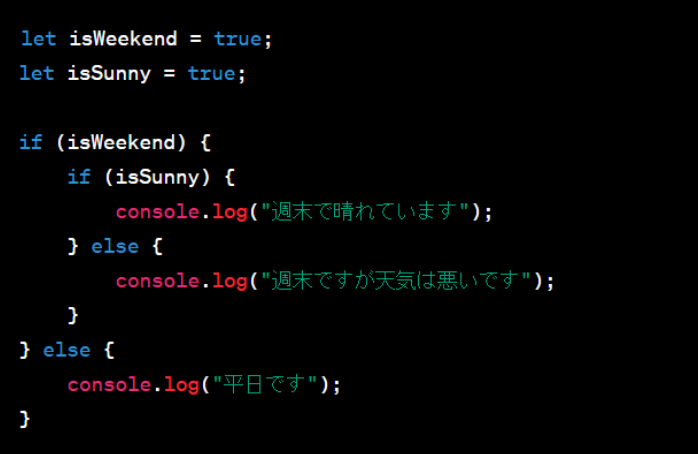 let isWeekend = true;
let isSunny = true;

if (isWeekend) {
    if (isSunny) {
        console.log("週末で晴れています");
    } else {
        console.log("週末ですが天気は悪いです");
    }
} else {
    console.log("平日です");
}